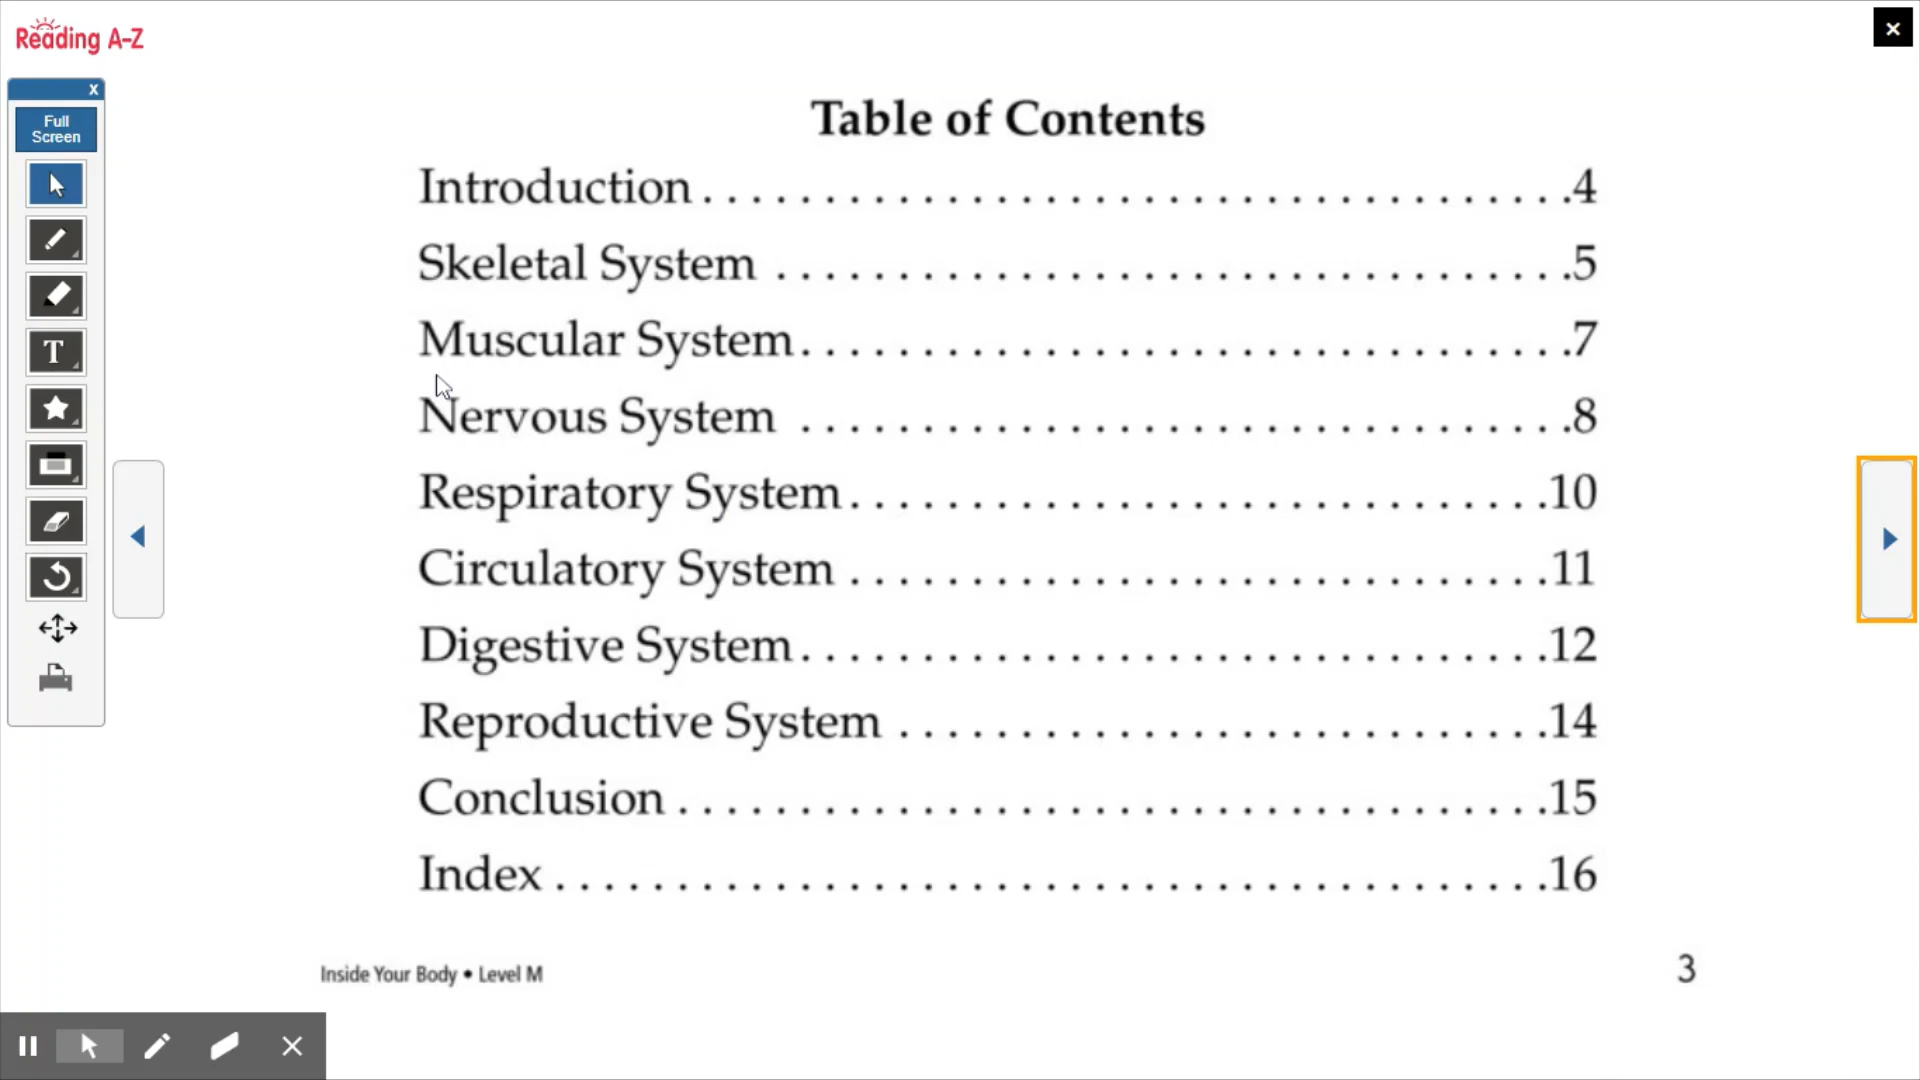 Reading A-Z
x
Full
Screen
T
Table of Contents
Introduction . . . . . . . . . . . . . . . . . . . . . . . . . . . . . . . . . . . .4
Skeletal System . . . . . . . . . . . . . . . . . . . . . . . . . . . . . . . . .5
Muscular System . . . . . . . . . . . . . . . . . . . . . . . . . . . . . . . .7
Nervous System . . . . . . . . . . . . . . . . . . . . . . . . . . . . . . . .8
Respiratory System . . . . . . . . . . . . . . . . . . . . . . . . . . . . .10
Circulatory System . . . . . . . . . . . . . . . . . . . . . . . . . . . . .11
Digestive System . . . . . . . . . . . . . . . . . . . . . . . . . . . . . . .12
Reproductive System . . . . . . . . . . . . . . . . . . . . . . . . . . .14
Conclusion . . . . . . . . . . . . . . . . . . . . . . . . . . . . . . . . . . . .15
Index . . . . . . . . . . . . . . . . . . . . . . . . . . . . . . . . . . . . . . . . .16
Inside Your Body • Level M
3